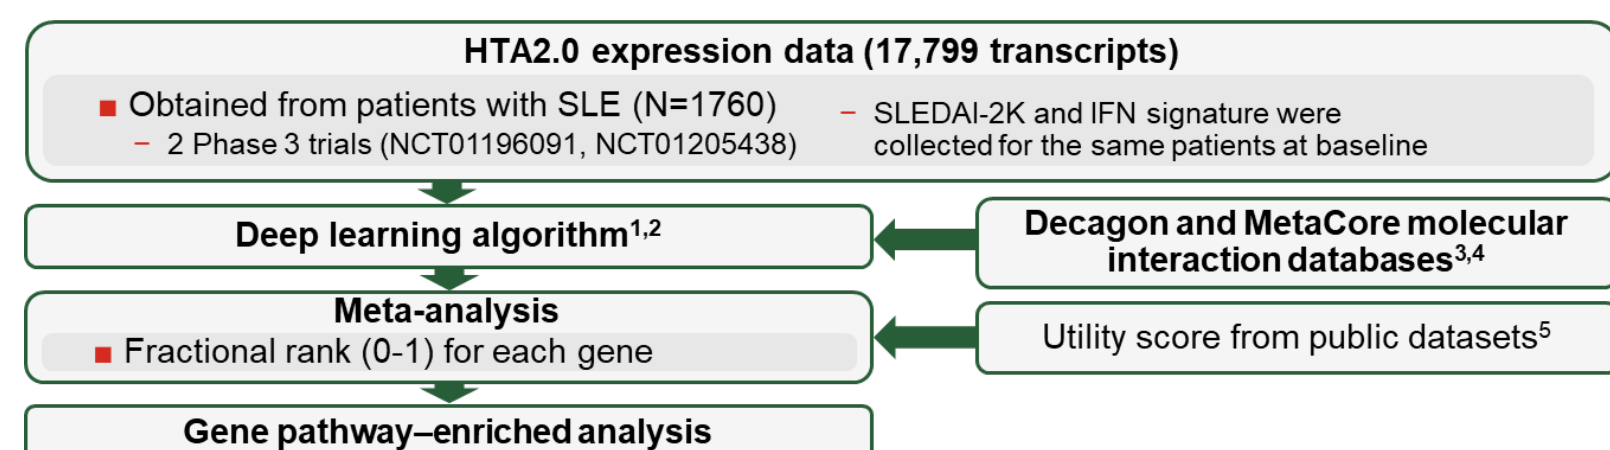 HTA2.0 expression data (17,799 transcripts)
■ Obtained from patients with SLE (N=1760)
– 2 Phase 3 trials (NCT01196091, NCT01205438)
– SLEDAI-2K and IFN signature were
collected for the same patients at baseline
Deep learning algorithm¹,²
Decagon and MetaCore molecular
interaction databases³,⁴
Meta-analysis
■ Fractional rank (0-1) for each gene
Utility score from public datasets⁵
Gene pathway–enriched analysis